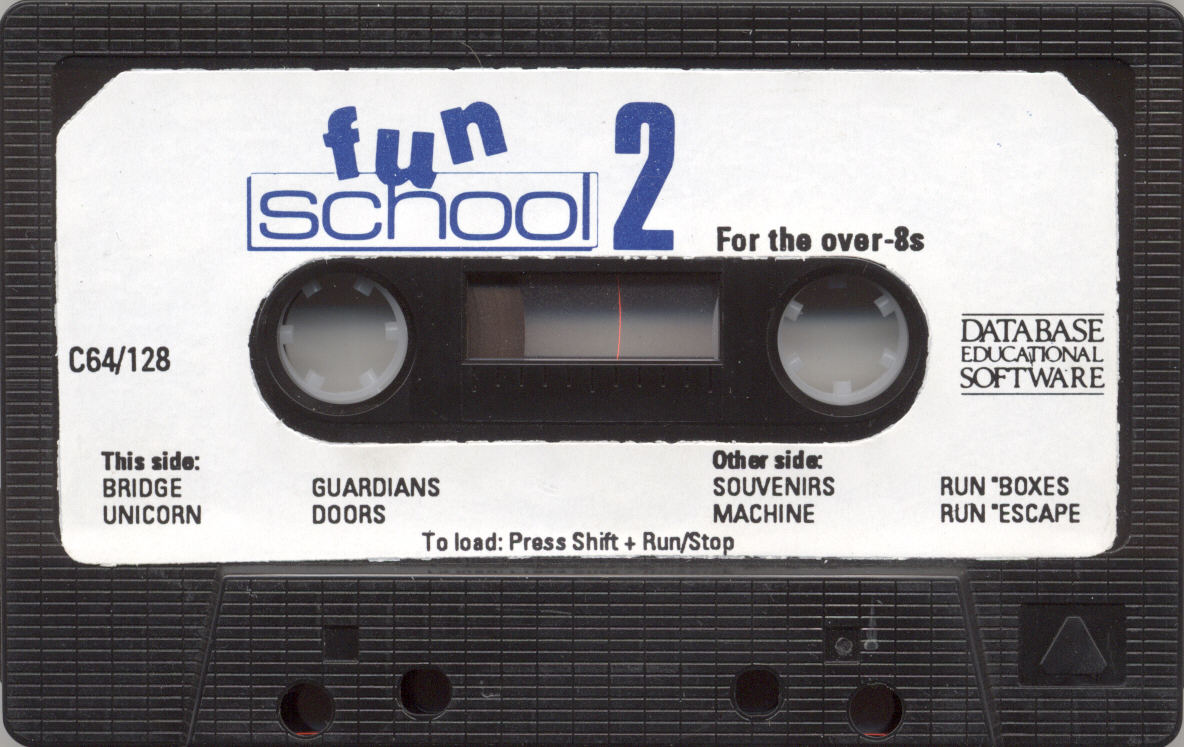 fun
school 2
For the over-8s
C64/128
DATABASE
EDUCATIONAL
SOFTWARE
This side:
BRIDGE GUARDIANS
UNICORN DOORS
Other side:
SOUVENIRS RUN "BOXES
MACHINE RUN "ESCAPE
To load: Press Shift + Run/Stop